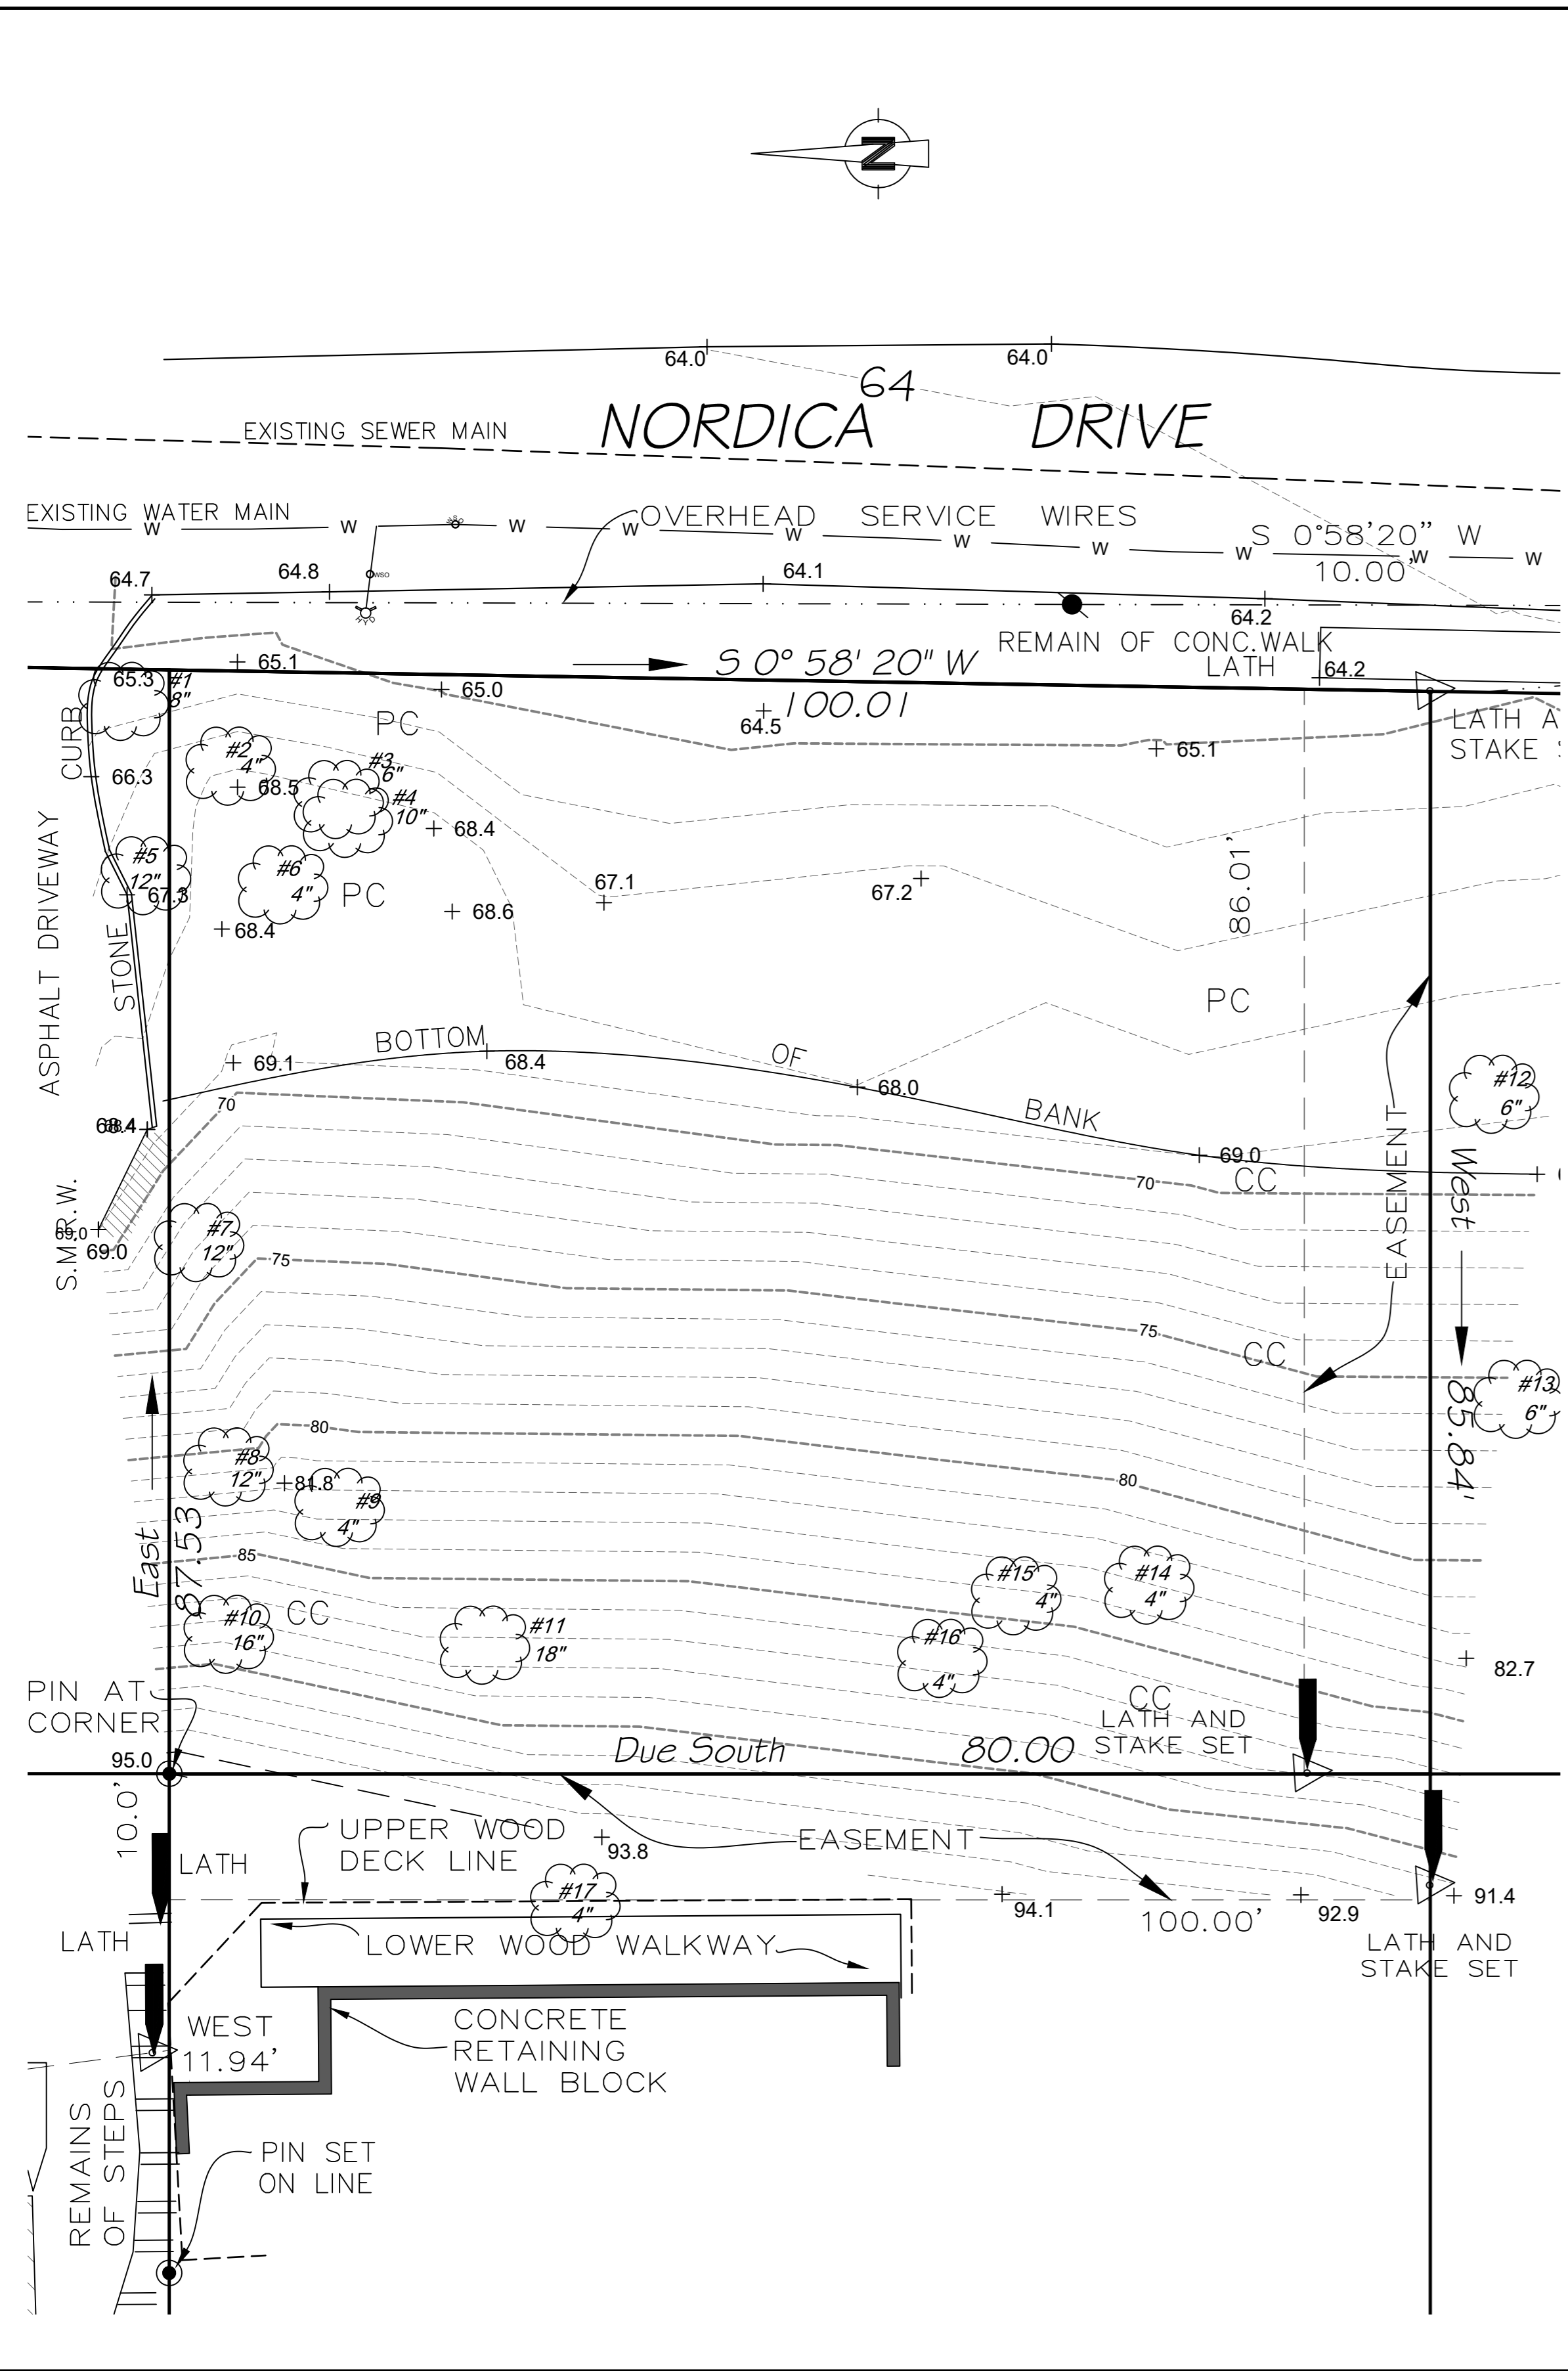 N
64.0
64.0
64
NORDICA DRIVE
EXISTING SEWER MAIN
EXISTING WATER MAIN
W W W W W W W W W W
OVERHEAD SERVICE WIRES
S 0°58'20" W
10.00'
64.7
64.8
WSO
64.1
64.2
REMAIN OF CONC.WALK
LATH
64.2
65.1
65.3
#1
8"
S 0° 58' 20" W
100.01
65.0
64.5
PC
LATH A
STAKE
65.1
CURB
#2
4"
#3
6"
66.3
68.5
#4
10"
68.4
86.01'
#5
12"
67.3
#6
4"
PC
67.1
67.2
68.6
68.4
STONE
ASPHALT DRIVEWAY
PC
BOTTOM OF BANK
69.1
68.4
68.0
69.0
70
70
CC
68.4
#12
6"
EASEMENT
West
85.84'
S.M.R.W.
69.0
69.0
#7
12"
75
75
CC
#13
6"
80
80
#8
12"
81.8
#9
4"
East
87.53
85
#10
16"
CC
#11
18"
#15
4"
#14
4"
#16
4"
82.7
PIN AT
CORNER
CC
LATH AND
STAKE SET
95.0
Due South 80.00
10.0'
UPPER WOOD
DECK LINE
93.8
EASEMENT
LATH
#17
4"
94.1
100.00'
92.9
91.4
LATH
LOWER WOOD WALKWAY
LATH AND
STAKE SET
WEST
11.94'
CONCRETE
RETAINING
WALL BLOCK
REMAINS
OF STEPS
PIN SET
ON LINE